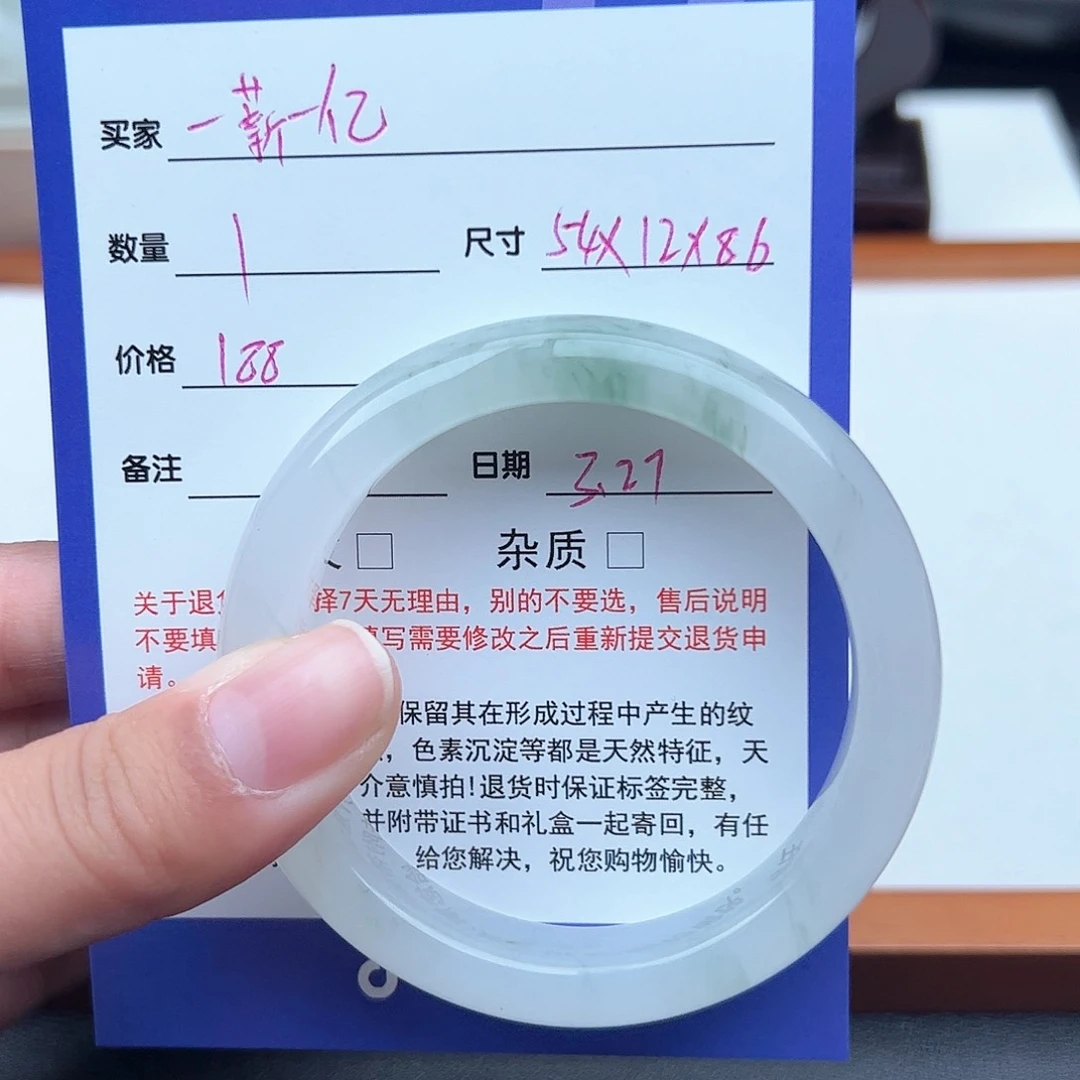 买家 一薪一亿
数量 1 尺寸 54X12X86
价格 188
备注 日期 3.27
杂质
关于退 择7天无理由，别的不要选，售后说明
不要填 写需要修改之后重新提交退货申
请。
保留其在形成过程中产生的纹
，色素沉淀等都是天然特征，天
介意慎拍!退货时保证标签完整，
并附带证书和礼盒一起寄回，有任
给您解决，祝您购物愉快。